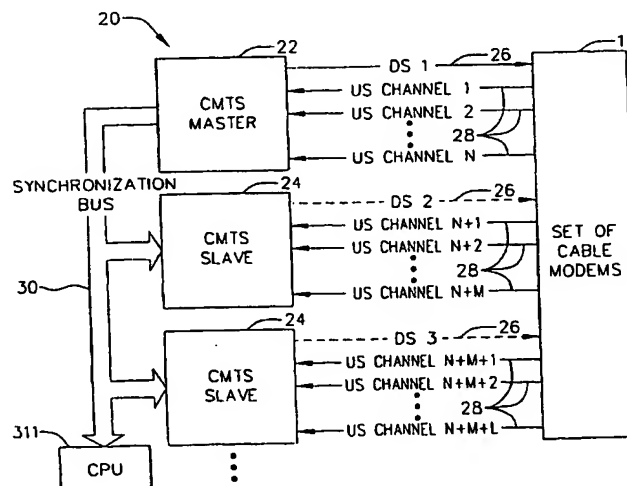 20
22
DS 1 26
1
CMTS MASTER
US CHANNEL 1
US CHANNEL 2
28
US CHANNEL N
SYNCHRONIZATION BUS
24
DS 2 26
CMTS SLAVE
US CHANNEL N+1
US CHANNEL N+2
28
US CHANNEL N+M
SET OF CABLE MODEMS
30
24
DS 3 26
CMTS SLAVE
US CHANNEL N+M+1
US CHANNEL N+M+2
28
US CHANNEL N+M+L
311
CPU